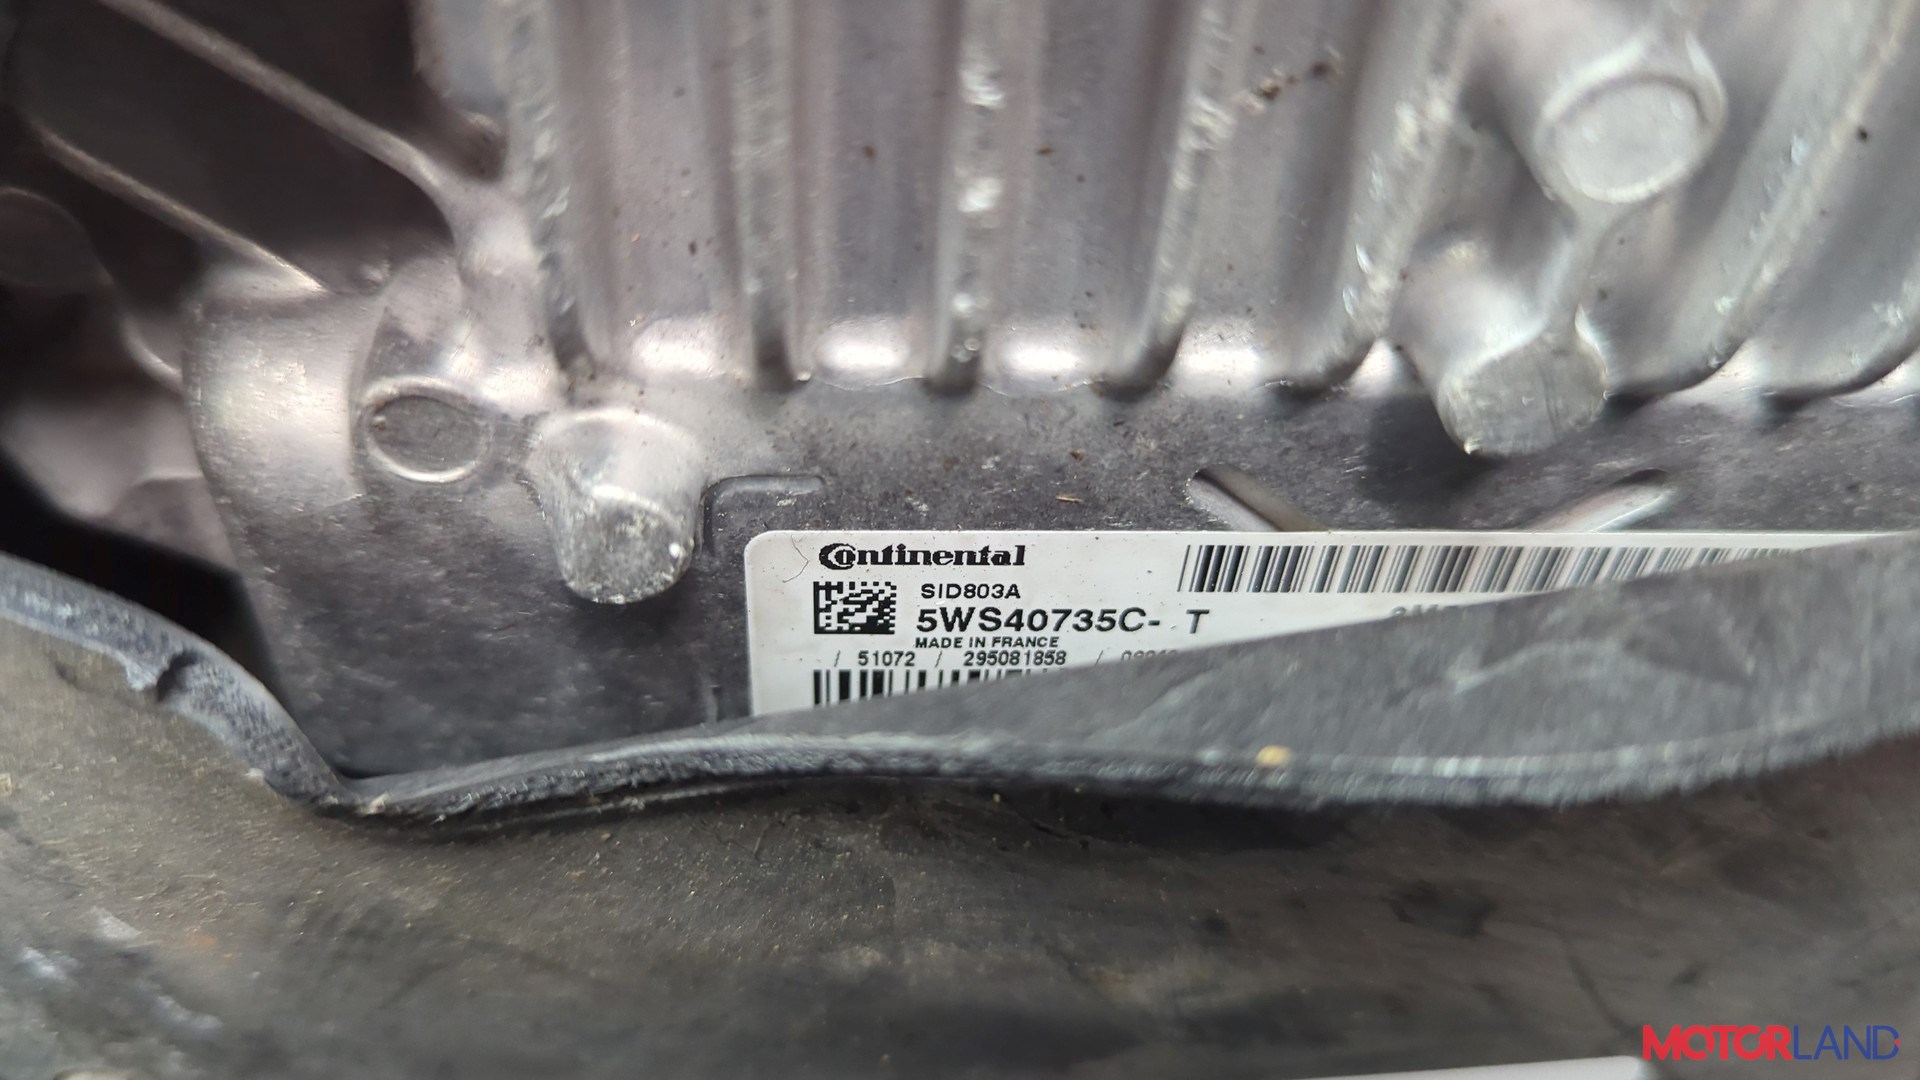 Continental
SID803A
5WS40735C- T
MADE IN FRANCE
/ 51072 / 295081858 /
MOTORLAND